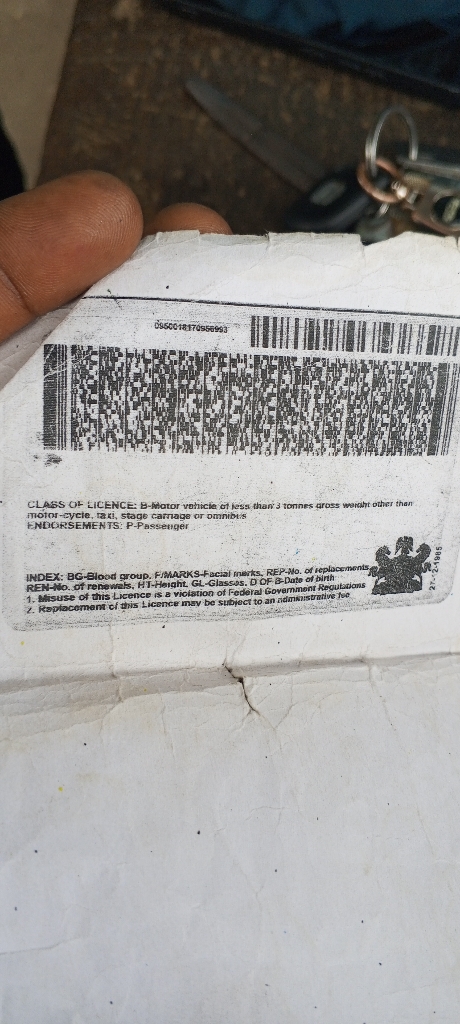 0950018170956993
CLASS OF LICENCE: B-Motor vehicle of less than 3 tonnes gross weight other than
motor-cycle, taxi, stage carriage or omnibus
ENDORSEMENTS: P-Passenger
INDEX: BG-Blood group, F/MARKS-Facial marks, REP-No. of replacements
REN-No. of renewals, HT-Height, GL-Glasses, D OF B-Date of birth
1. Misuse of this Licence is a violation of Federal Government Regulations
2. Replacement of this Licence may be subject to an administrative fee